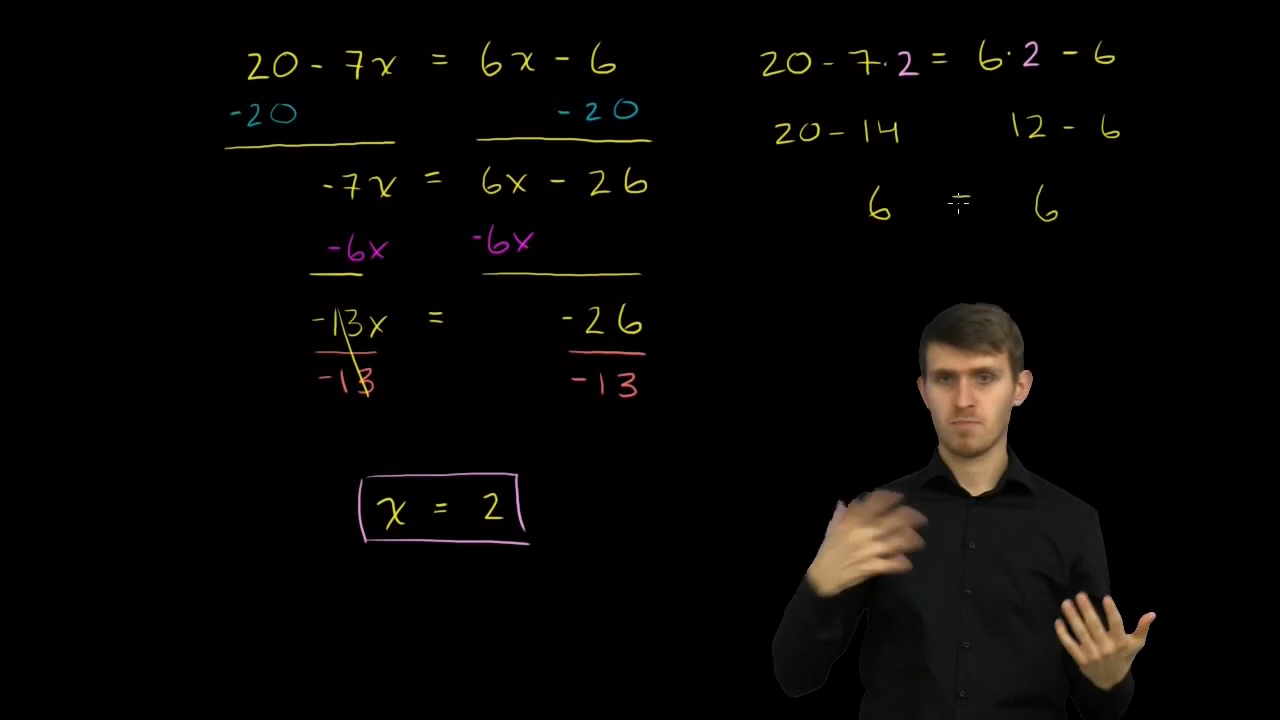 20 - 7x = 6x - 6
-20 -20
-7x = 6x - 26
-6x -6x
-13x = -26
-13 -13
x = 2
20 - 7·2 = 6·2 - 6
20 - 14 12 - 6
6 = 6